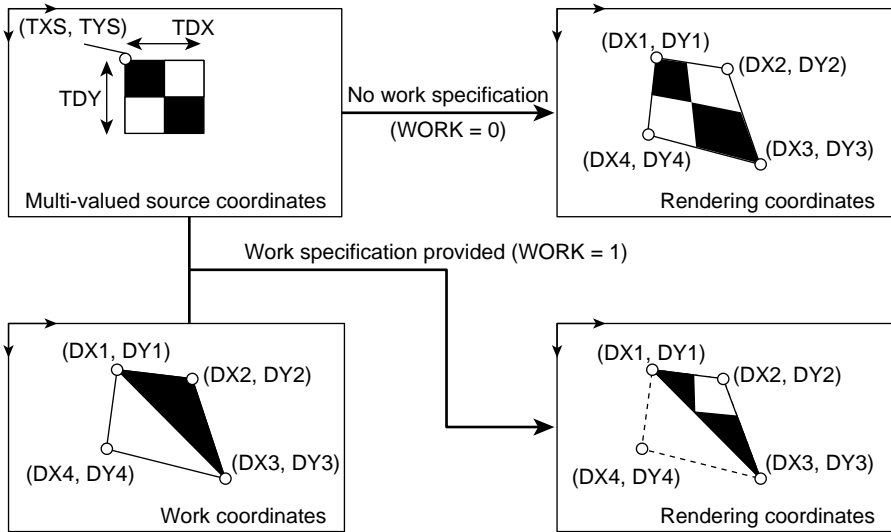 (TXS, TYS)
TDX
TDY
Multi-valued source coordinates
No work specification
(WORK = 0)
(DX1, DY1)
(DX2, DY2)
(DX4, DY4)
(DX3, DY3)
Rendering coordinates
Work specification provided (WORK = 1)
(DX1, DY1)
(DX2, DY2)
(DX4, DY4)
(DX3, DY3)
Work coordinates
(DX1, DY1)
(DX2, DY2)
(DX4, DY4)
(DX3, DY3)
Rendering coordinates